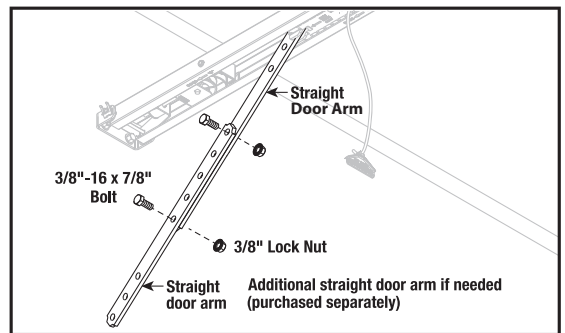 Straight
Door Arm
3/8"-16 x 7/8"
Bolt
3/8" Lock Nut
Straight
door arm
Additional straight door arm if needed
(purchased separately)